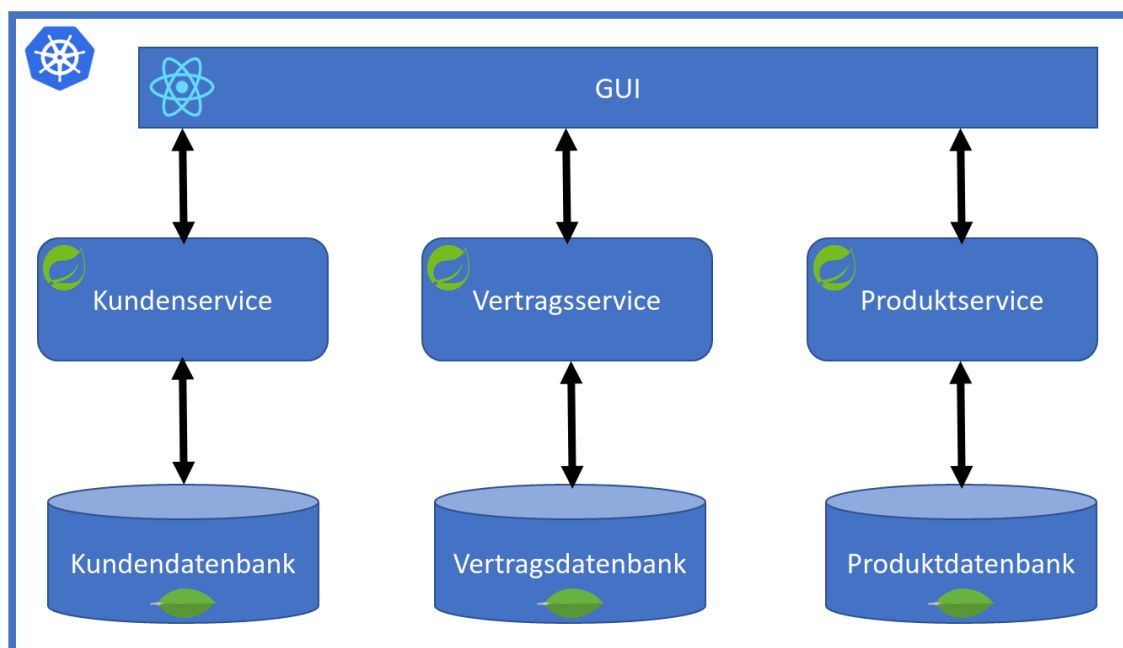 GUI
Kundenservice
Vertragsservice
Produktservice
Kundendatenbank
Vertragsdatenbank
Produktdatenbank